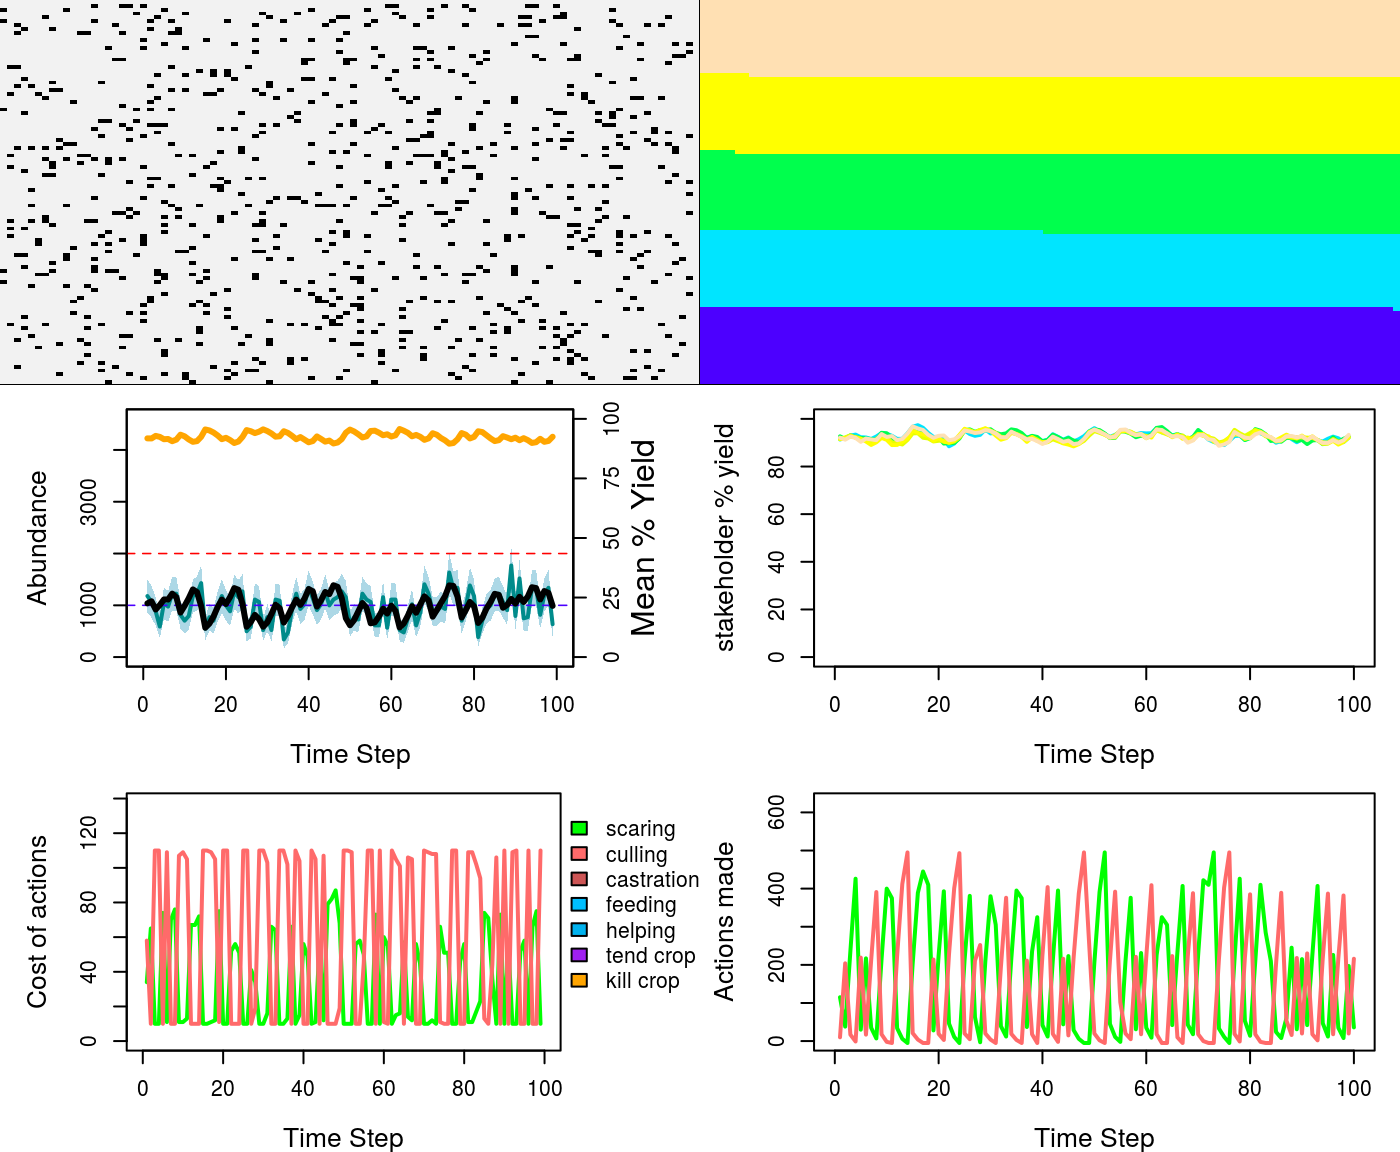 Abundance
0
1000
3000
0
25
50
75
100
Mean % Yield
0
20
40
60
80
100
Time Step
stakeholder % yield
0
20
40
60
80
0
20
40
60
80
100
Time Step
Cost of actions
0
40
80
120
0
20
40
60
80
100
Time Step
scaring
culling
castration
feeding
helping
tend crop
kill crop
Actions made
0
200
400
600
0
20
40
60
80
100
Time Step